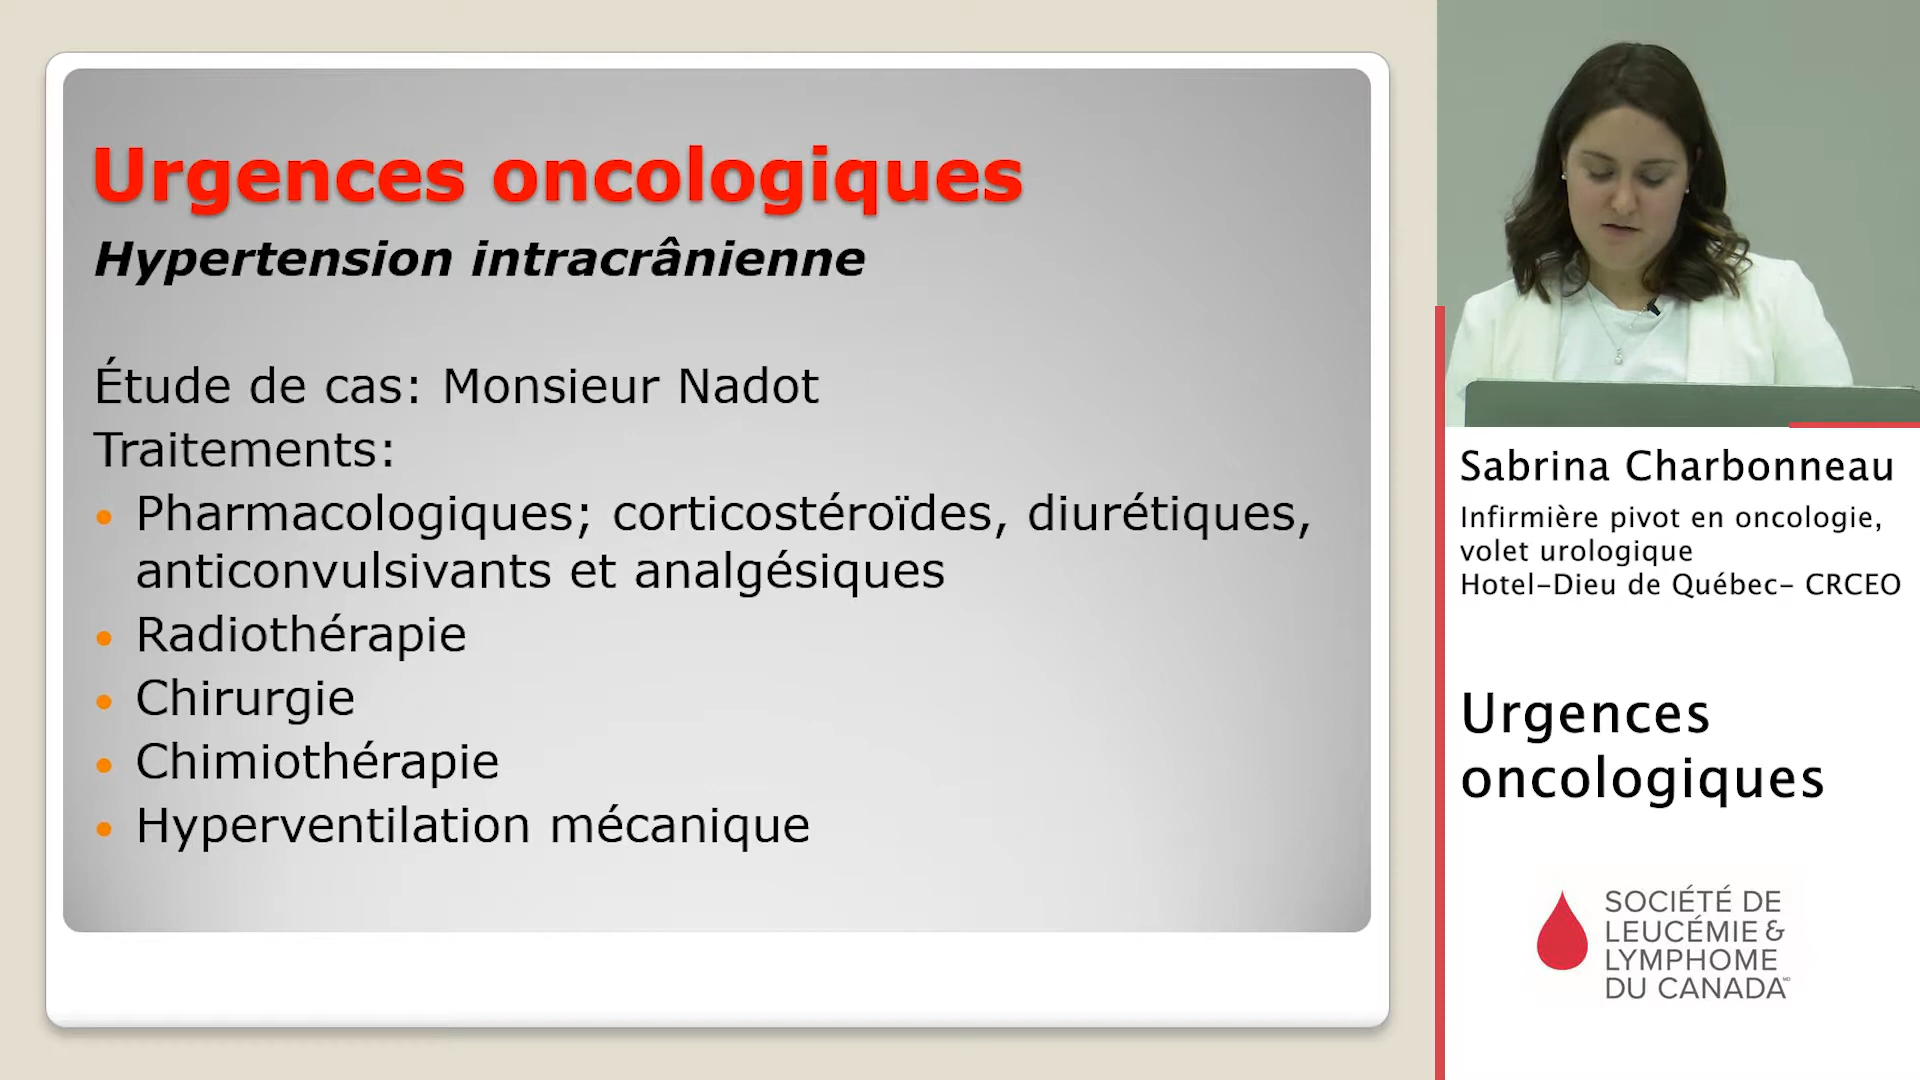 Urgences oncologiques
Hypertension intracrânienne
Étude de cas: Monsieur Nadot
Traitements:
• Pharmacologiques; corticostéroïdes, diurétiques,
anticonvulsivants et analgésiques
• Radiothérapie
• Chirurgie
• Chimiothérapie
• Hyperventilation mécanique
Sabrina Charbonneau
Infirmière pivot en oncologie,
volet urologique
Hotel-Dieu de Québec- CRCEO
Urgences
oncologiques
SOCIÉTÉ DE
LEUCÉMIE &
LYMPHOME
DU CANADA MD